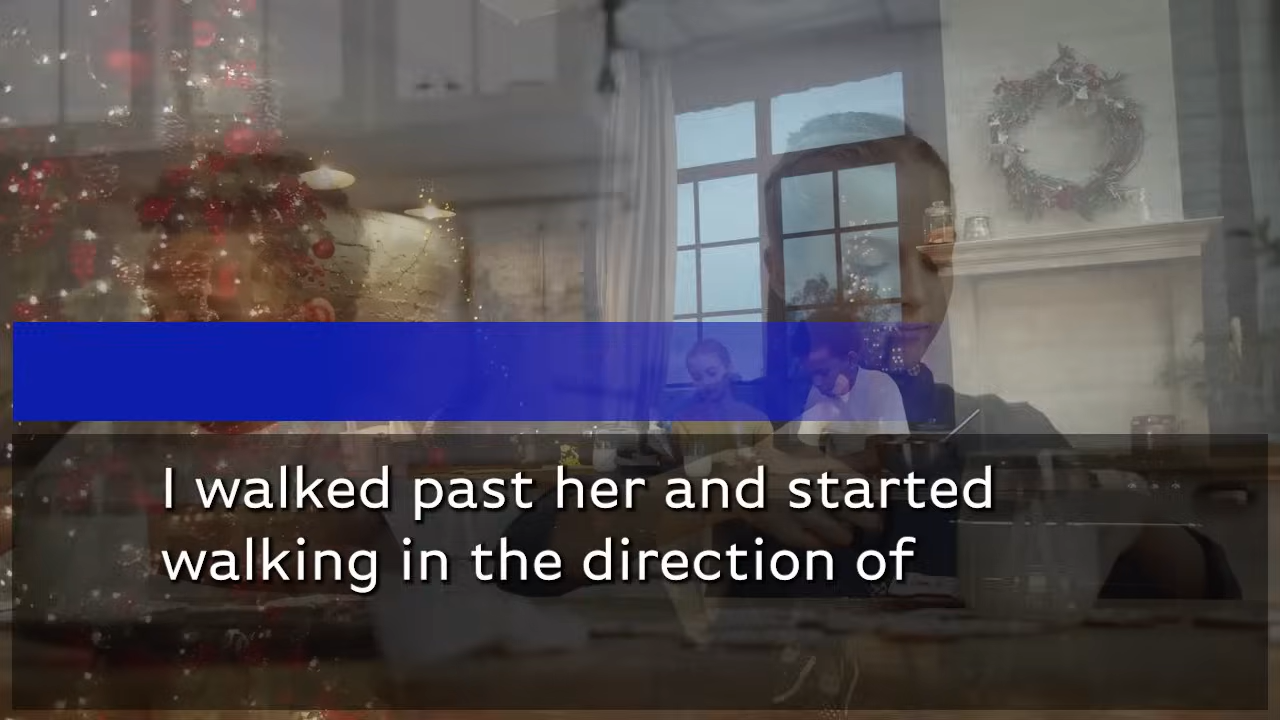 I walked past her and started
walking in the direction of